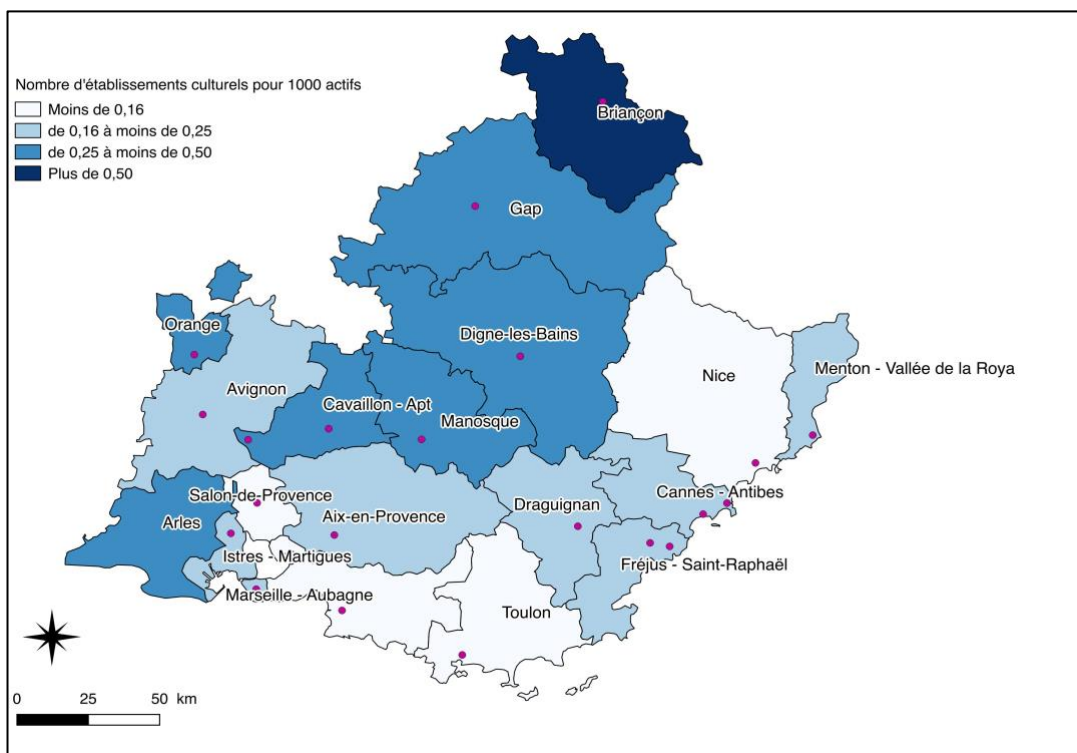 Nombre d'établissements culturels pour 1000 actifs
Moins de 0,16
de 0,16 à moins de 0,25
de 0,25 à moins de 0,50
Plus de 0,50
Briançon
Gap
Orange
Digne-les-Bains
Nice
Menton - Vallée de la Roya
Avignon
Cavaillon - Apt
Manosque
Salon-de-Provence
Cannes - Antibes
Arles
Aix-en-Provence
Draguignan
Istres - Martigues
Fréjus - Saint-Raphaël
Marseille - Aubagne
Toulon
0 25 50 km